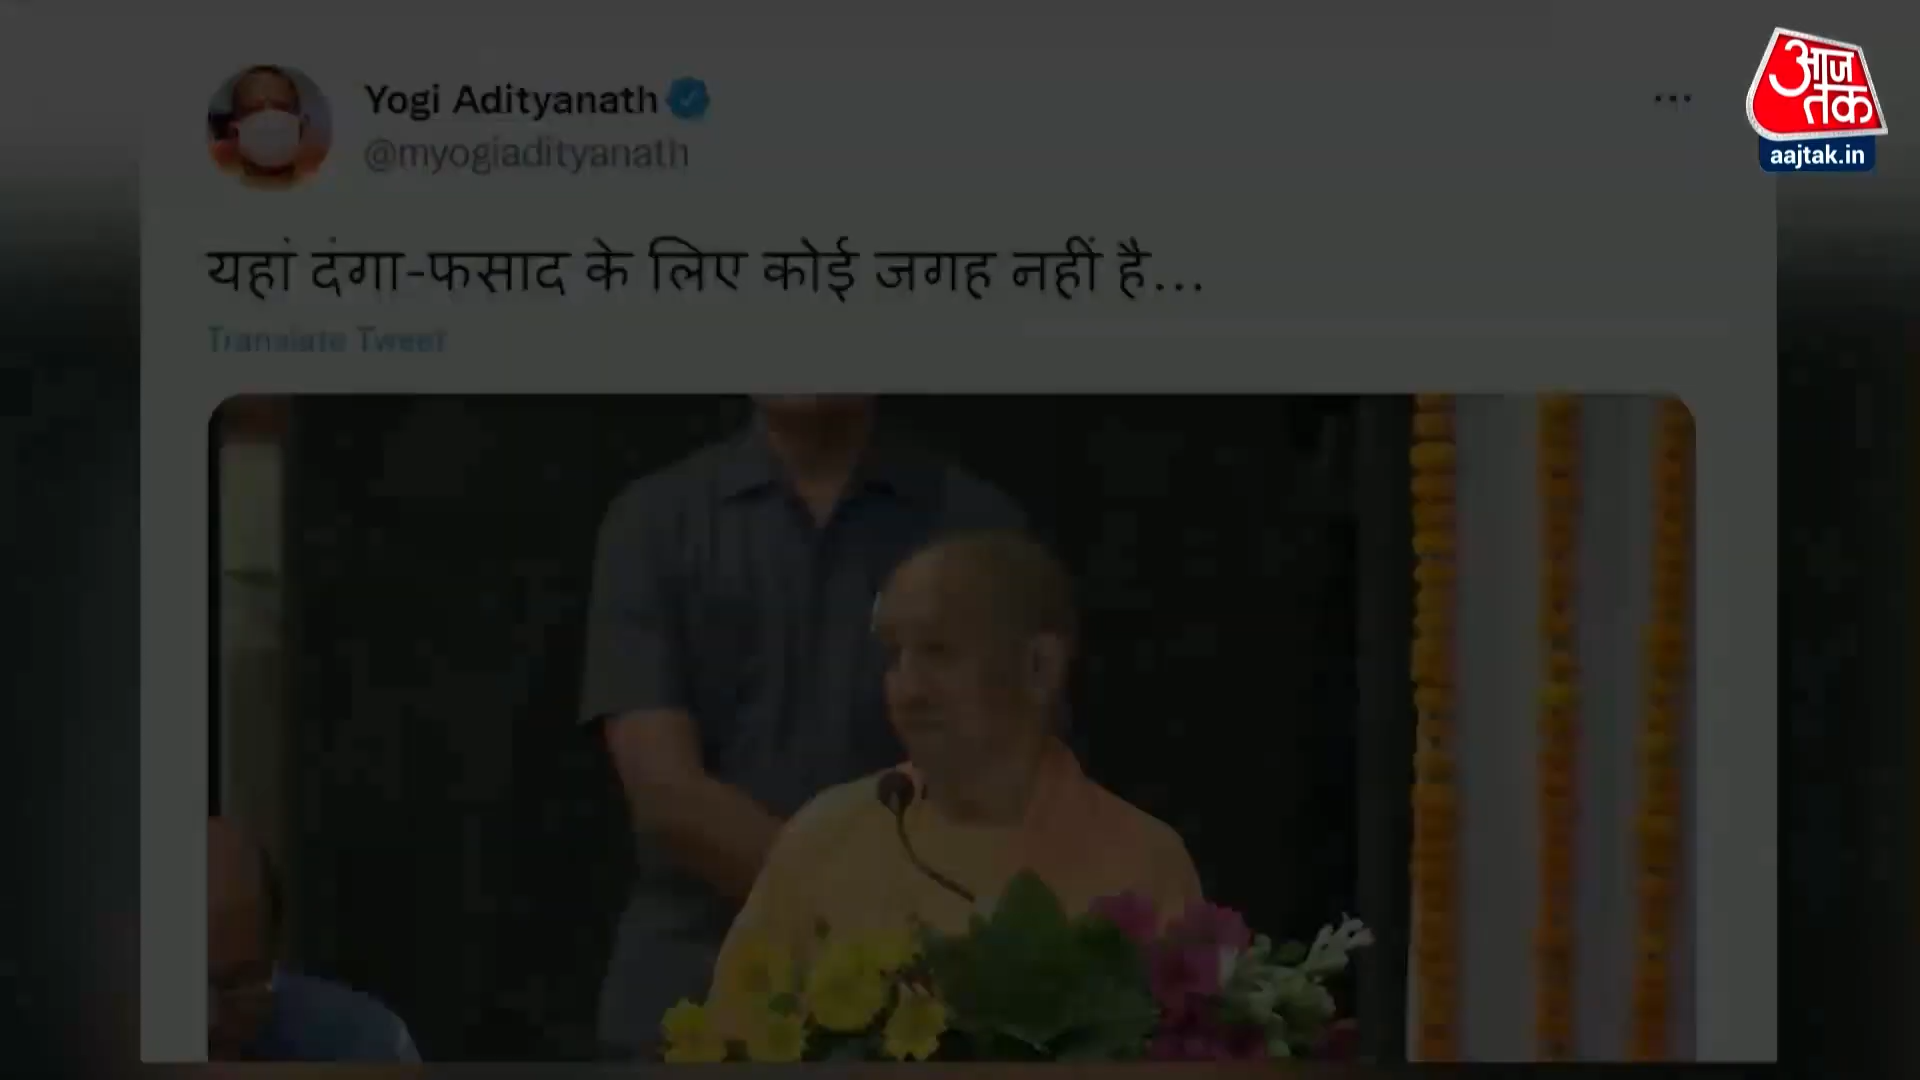 Yogi Adityanath
@myogiadityanath
यहां दंगा-फसाद के लिए कोई जगह नहीं है...
Translate Tweet
आज
तक
aajtak.in